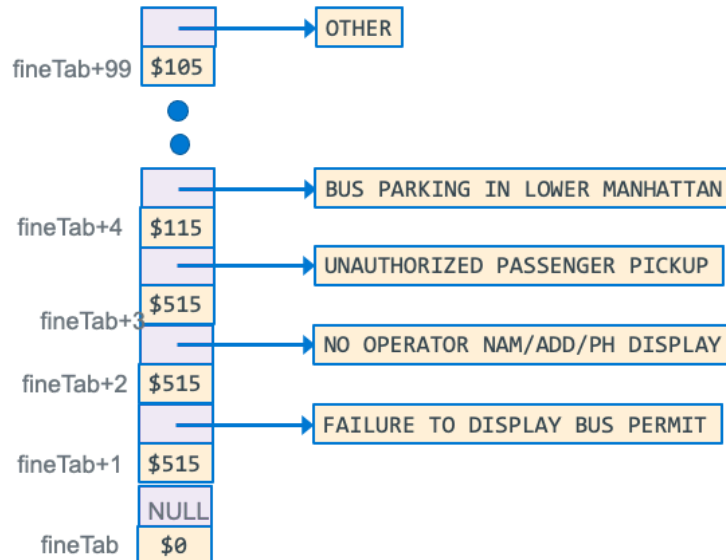 OTHER
fineTab+99 $105
BUS PARKING IN LOWER MANHATTAN
fineTab+4 $115
UNAUTHORIZED PASSENGER PICKUP
$515
fineTab+3
NO OPERATOR NAM/ADD/PH DISPLAY
fineTab+2 $515
FAILURE TO DISPLAY BUS PERMIT
fineTab+1 $515
NULL
fineTab $0